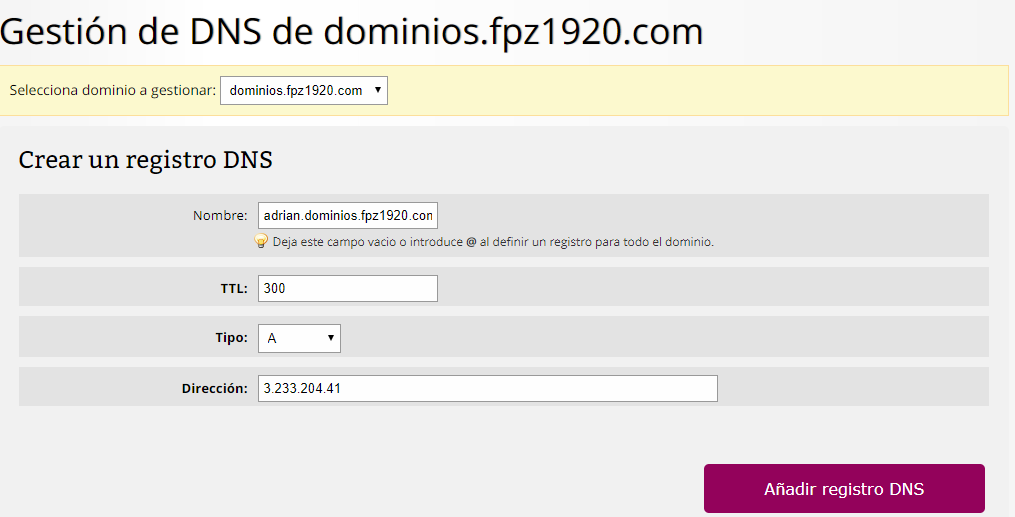 Gestión de DNS de dominios.fpz1920.com
Selecciona dominio a gestionar: dominios.fpz1920.com
Crear un registro DNS
Nombre: adrian.dominios.fpz1920.con
Deja este campo vacio o introduce @ al definir un registro para todo el dominio.
TTL: 300
Tipo: A
Dirección: 3.233.204.41
Añadir registro DNS